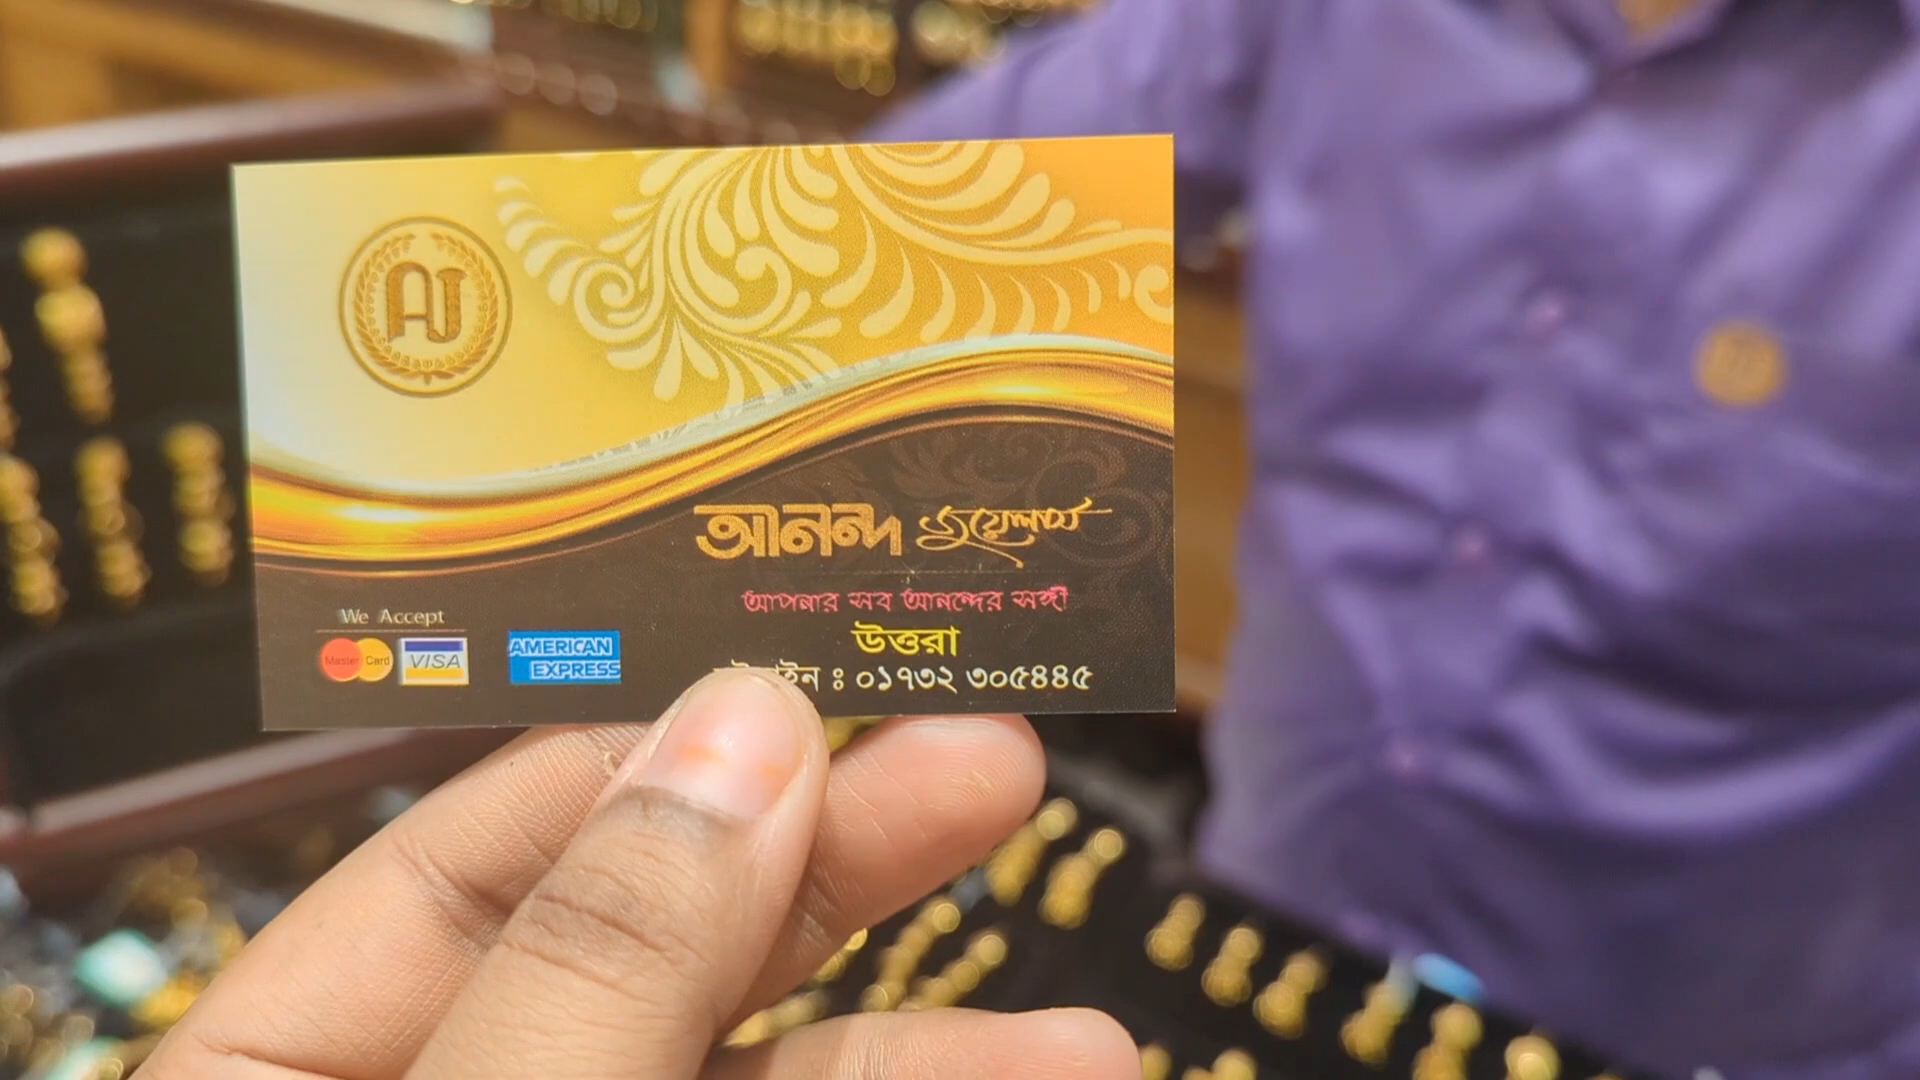 AJ
আনন্দ জুয়েলার্স
আপনার সব আনন্দের সঙ্গী
উত্তরা
: ০১৭৩২ ৩০৫৪৪৫
We Accept
Master Card
VISA
AMERICAN
EXPRESS